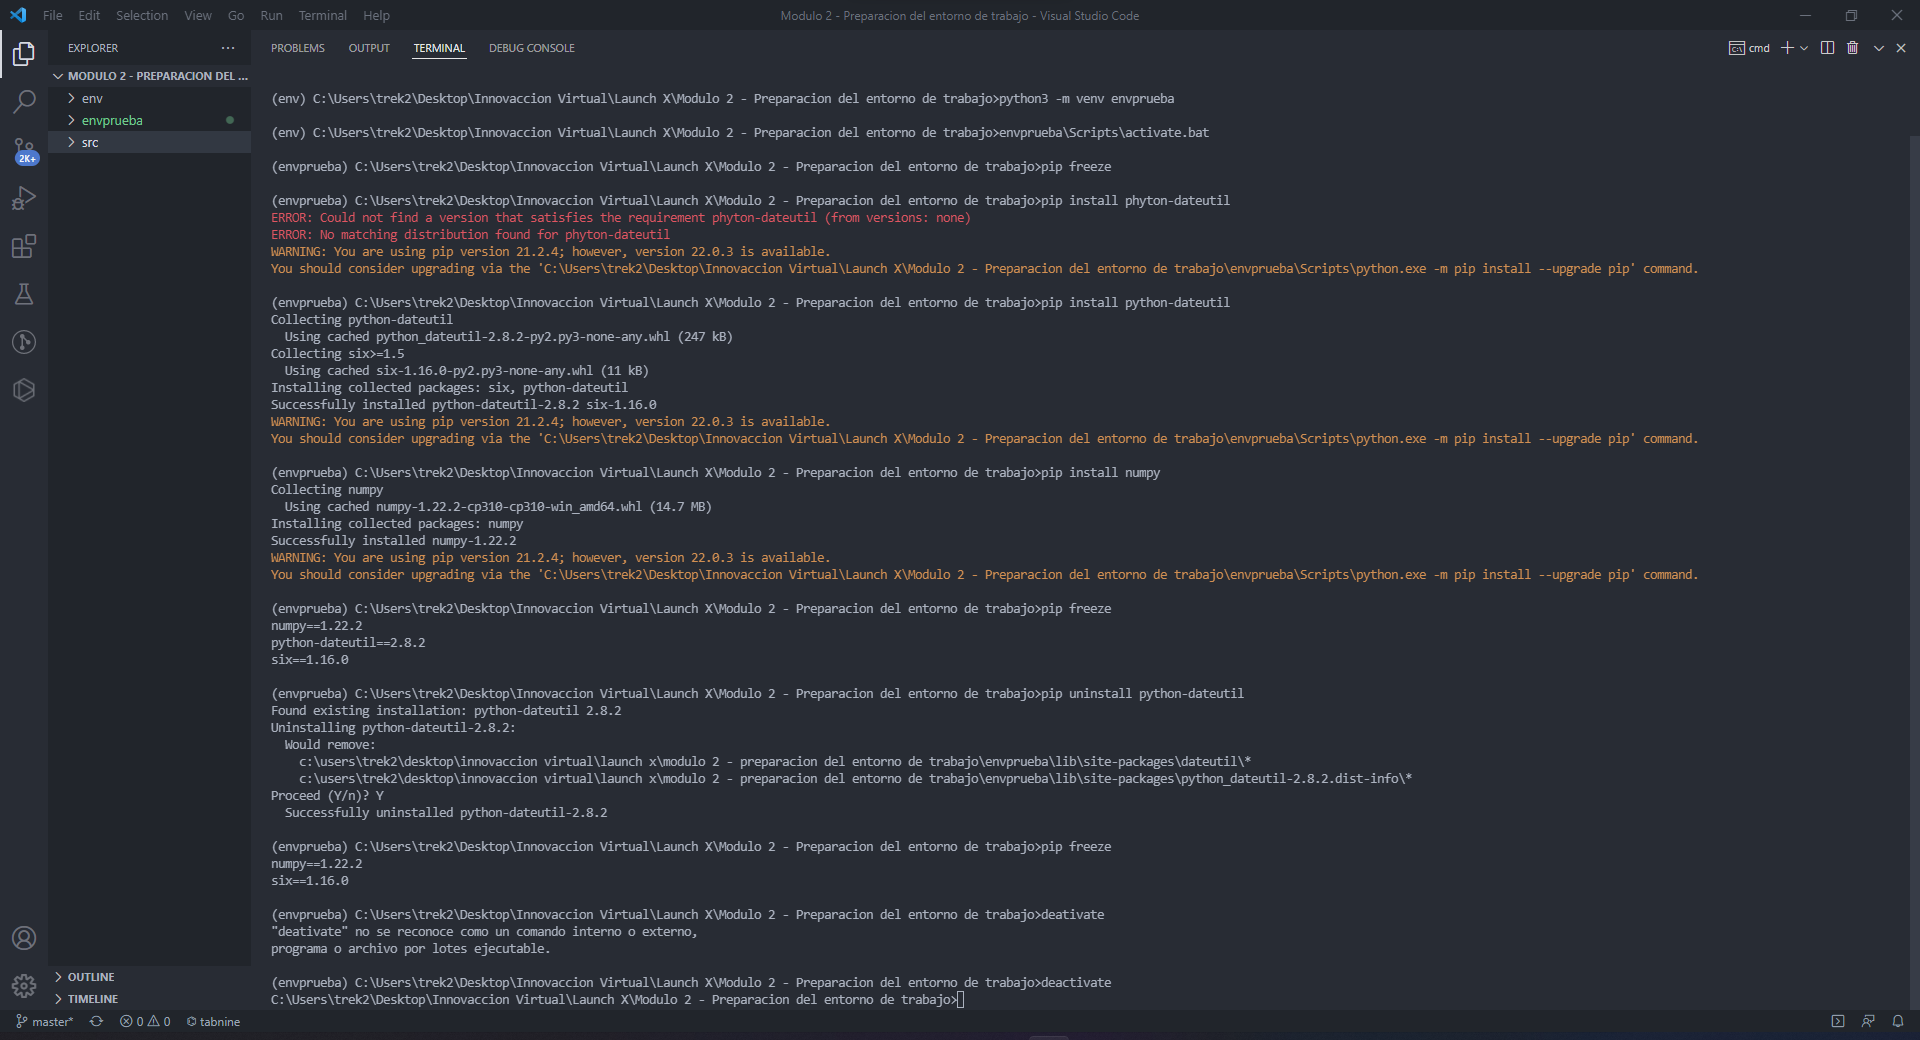 File Edit Selection View Go Run Terminal Help
Modulo 2 - Preparacion del entorno de trabajo - Visual Studio Code
EXPLORER
MODULO 2 - PREPARACION DEL ...
env
envprueba
src
2K+
OUTLINE
TIMELINE
PROBLEMS OUTPUT TERMINAL DEBUG CONSOLE
cmd
(env) C:\Users\trek2\Desktop\Innovaccion Virtual\Launch X\Modulo 2 - Preparacion del entorno de trabajo>python3 -m venv envprueba
(env) C:\Users\trek2\Desktop\Innovaccion Virtual\Launch X\Modulo 2 - Preparacion del entorno de trabajo>envprueba\Scripts\activate.bat
(envprueba) C:\Users\trek2\Desktop\Innovaccion Virtual\Launch X\Modulo 2 - Preparacion del entorno de trabajo>pip freeze
(envprueba) C:\Users\trek2\Desktop\Innovaccion Virtual\Launch X\Modulo 2 - Preparacion del entorno de trabajo>pip install phyton-dateutil
ERROR: Could not find a version that satisfies the requirement phyton-dateutil (from versions: none)
ERROR: No matching distribution found for phyton-dateutil
WARNING: You are using pip version 21.2.4; however, version 22.0.3 is available.
You should consider upgrading via the 'C:\Users\trek2\Desktop\Innovaccion Virtual\Launch X\Modulo 2 - Preparacion del entorno de trabajo\envprueba\Scripts\python.exe -m pip install --upgrade pip' command.
(envprueba) C:\Users\trek2\Desktop\Innovaccion Virtual\Launch X\Modulo 2 - Preparacion del entorno de trabajo>pip install python-dateutil
Collecting python-dateutil
Using cached python_dateutil-2.8.2-py2.py3-none-any.whl (247 kB)
Collecting six>=1.5
Using cached six-1.16.0-py2.py3-none-any.whl (11 kB)
Installing collected packages: six, python-dateutil
Successfully installed python-dateutil-2.8.2 six-1.16.0
WARNING: You are using pip version 21.2.4; however, version 22.0.3 is available.
You should consider upgrading via the 'C:\Users\trek2\Desktop\Innovaccion Virtual\Launch X\Modulo 2 - Preparacion del entorno de trabajo\envprueba\Scripts\python.exe -m pip install --upgrade pip' command.
(envprueba) C:\Users\trek2\Desktop\Innovaccion Virtual\Launch X\Modulo 2 - Preparacion del entorno de trabajo>pip install numpy
Collecting numpy
Using cached numpy-1.22.2-cp310-cp310-win_amd64.whl (14.7 MB)
Installing collected packages: numpy
Successfully installed numpy-1.22.2
WARNING: You are using pip version 21.2.4; however, version 22.0.3 is available.
You should consider upgrading via the 'C:\Users\trek2\Desktop\Innovaccion Virtual\Launch X\Modulo 2 - Preparacion del entorno de trabajo\envprueba\Scripts\python.exe -m pip install --upgrade pip' command.
(envprueba) C:\Users\trek2\Desktop\Innovaccion Virtual\Launch X\Modulo 2 - Preparacion del entorno de trabajo>pip freeze
numpy==1.22.2
python-dateutil==2.8.2
six==1.16.0
(envprueba) C:\Users\trek2\Desktop\Innovaccion Virtual\Launch X\Modulo 2 - Preparacion del entorno de trabajo>pip uninstall python-dateutil
Found existing installation: python-dateutil 2.8.2
Uninstalling python-dateutil-2.8.2:
Would remove:
c:\users\trek2\desktop\innovaccion virtual\launch x\modulo 2 - preparacion del entorno de trabajo\envprueba\lib\site-packages\dateutil\*
c:\users\trek2\desktop\innovaccion virtual\launch x\modulo 2 - preparacion del entorno de trabajo\envprueba\lib\site-packages\python_dateutil-2.8.2.dist-info\*
Proceed (Y/n)? Y
Successfully uninstalled python-dateutil-2.8.2
(envprueba) C:\Users\trek2\Desktop\Innovaccion Virtual\Launch X\Modulo 2 - Preparacion del entorno de trabajo>pip freeze
numpy==1.22.2
six==1.16.0
(envprueba) C:\Users\trek2\Desktop\Innovaccion Virtual\Launch X\Modulo 2 - Preparacion del entorno de trabajo>deativate
"deativate" no se reconoce como un comando interno o externo,
programa o archivo por lotes ejecutable.
(envprueba) C:\Users\trek2\Desktop\Innovaccion Virtual\Launch X\Modulo 2 - Preparacion del entorno de trabajo>deactivate
C:\Users\trek2\Desktop\Innovaccion Virtual\Launch X\Modulo 2 - Preparacion del entorno de trabajo>
master* 0 0 tabnine